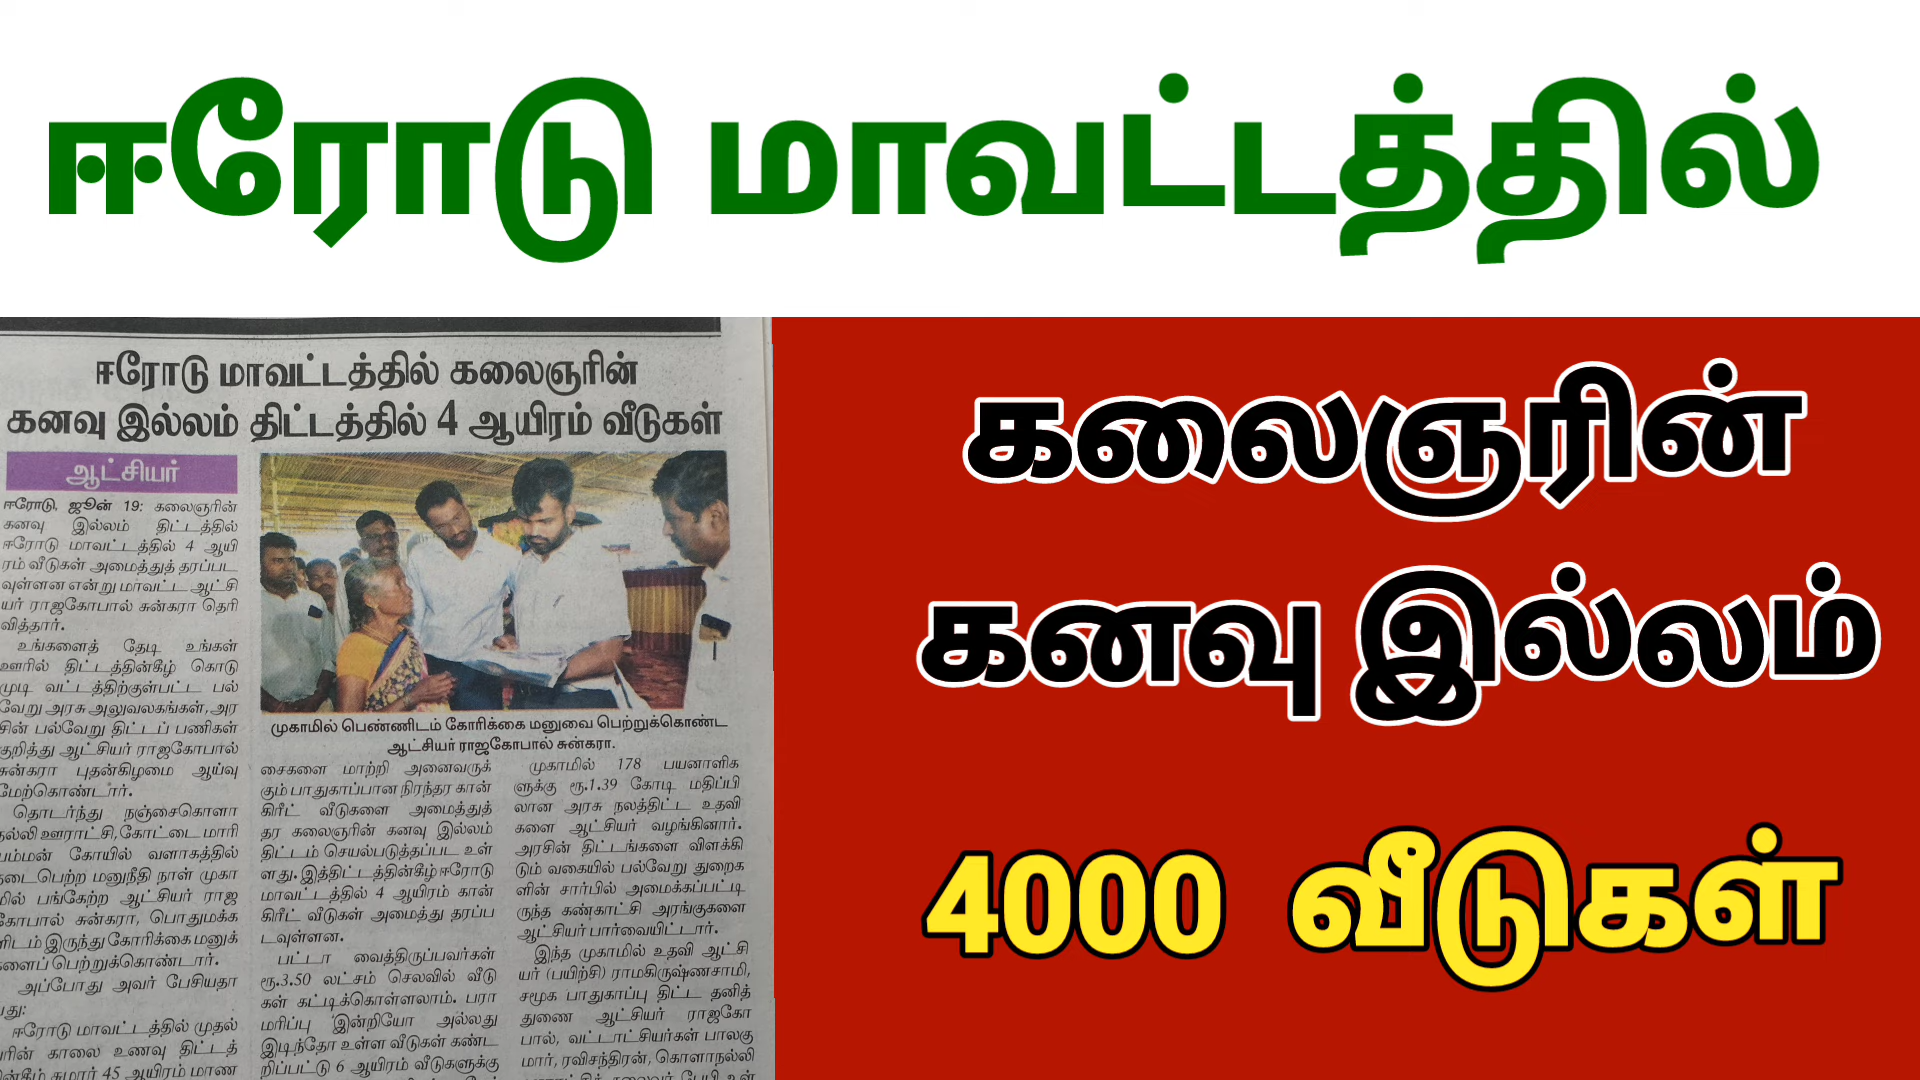 ஈரோடு மாவட்டத்தில்
ஈரோடு மாவட்டத்தில் கலைஞரின்
கனவு இல்லம் திட்டத்தில் 4 ஆயிரம் வீடுகள்
ஆட்சியர்
ஈரோடு, ஜூன் 19: கலைஞரின்
கனவு இல்லம் திட்டத்தில்
ஈரோடு மாவட்டத்தில் 4 ஆயி
ரம் வீடுகள் அமைத்துத் தரப்பட
வுள்ளன என்று மாவட்ட ஆட்சி
யர் ராஜகோபால் சுன்கரா தெரி
வித்தார்.
உங்களைத் தேடி உங்கள்
ஊரில் திட்டத்தின்கீழ் கொடு
முடி வட்டத்திற்குள்பட்ட பல்
வேறு அரசு அலுவலகங்கள், அர
சின் பல்வேறு திட்டப் பணிகள்
குறித்து ஆட்சியர் ராஜகோபால்
சுன்கரா புதன்கிழமை ஆய்வு
மேற்கொண்டார்.
தொடர்ந்து நஞ்சைகொளா
நல்லி ஊராட்சி, கோட்டை மாரி
யம்மன் கோயில் வளாகத்தில்
நடைபெற்ற மனுநீதி நாள் முகா
மில் பங்கேற்ற ஆட்சியர் ராஜ
கோபால் சுன்கரா, பொதுமக்க
ளிடம் இருந்து கோரிக்கை மனுக்
களைப் பெற்றுக்கொண்டார்.
அப்போது அவர் பேசியதா
வது:
ஈரோடு மாவட்டத்தில் முதல்
வரின் காலை உணவு திட்டத்
தின்கீழ் சுமார் 45 ஆயிரம் மாண
முகாமில் பெண்ணிடம் கோரிக்கை மனுவை பெற்றுக்கொண்ட
ஆட்சியர் ராஜகோபால் சுன்கரா.
சைகளை மாற்றி அனைவருக்
கும் பாதுகாப்பான நிரந்தர கான்
கிரீட் வீடுகளை அமைத்துத்
தர கலைஞரின் கனவு இல்லம்
திட்டம் செயல்படுத்தப்பட உள்
ளது. இத்திட்டத்தின்கீழ் ஈரோடு
மாவட்டத்தில் 4 ஆயிரம் கான்
கிரீட் வீடுகள் அமைத்து தரப்ப
டவுள்ளன.
பட்டா வைத்திருப்பவர்கள்
ரூ.3.50 லட்சம் செலவில் வீடு
கள் கட்டிக்கொள்ளலாம். பரா
மரிப்பு இன்றியோ அல்லது
இடிந்தோ உள்ள வீடுகள் கண்ட
றிப்பட்டு 6 ஆயிரம் வீடுகளுக்கு
முகாமில் 178 பயனாளிக
ளுக்கு ரூ.1.39 கோடி மதிப்பி
லான அரசு நலத்திட்ட உதவி
களை ஆட்சியர் வழங்கினார்.
அரசின் திட்டங்களை விளக்கி
டும் வகையில் பல்வேறு துறைக
ளின் சார்பில் அமைக்கப்பட்டி
ருந்த கண்காட்சி அரங்குகளை
ஆட்சியர் பார்வையிட்டார்.
இந்த முகாமில் உதவி ஆட்சி
யர் (பயிற்சி) ராமகிருஷ்ணசாமி,
சமூக பாதுகாப்பு திட்ட தனித்
துணை ஆட்சியர் ராஜகோ
பால், வட்டாட்சியர்கள் பாலகு
மார், ரவிசந்திரன், கொளாநல்லி
கலைஞரின்
கனவு இல்லம்
4000 வீடுகள்